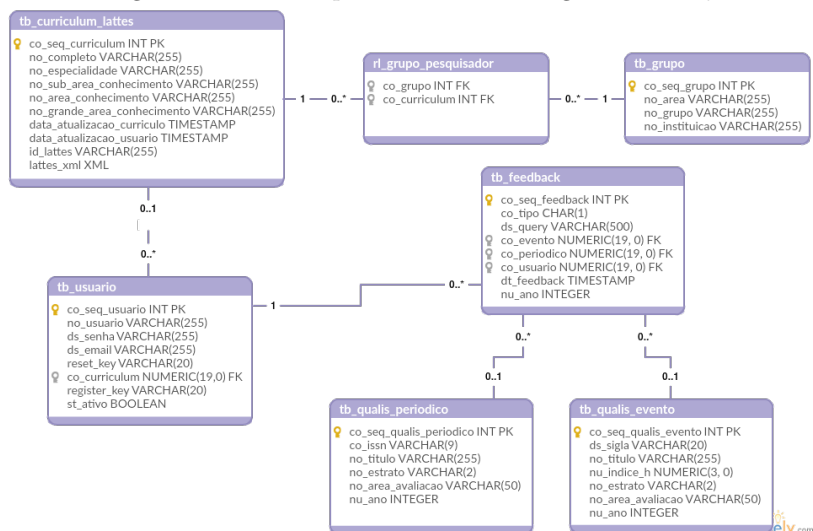 tb_curriculum_lattes
co_seq_curriculum INT PK
no_completo VARCHAR(255)
no_especialidade VARCHAR(255)
no_sub_area_conhecimento VARCHAR(255)
no_area_conhecimento VARCHAR(255)
no_grande_area_conhecimento VARCHAR(255)
data_atualizacao_curriculo TIMESTAMP
data_atualizacao_usuario TIMESTAMP
id_lattes VARCHAR(255)
lattes_xml XML
1
0..*
rl_grupo_pesquisador
co_grupo INT FK
co_curriculum INT FK
0..*
1
tb_grupo
co_seq_grupo INT PK
no_area VARCHAR(255)
no_grupo VARCHAR(255)
no_instituicao VARCHAR(255)
0..1
0..*
tb_feedback
co_seq_feedback INT PK
co_tipo CHAR(1)
ds_query VARCHAR(500)
co_evento NUMERIC(19, 0) FK
co_periodico NUMERIC(19, 0) FK
co_usuario NUMERIC(19, 0) FK
dt_feedback TIMESTAMP
nu_ano INTEGER
tb_usuario
co_seq_usuario INT PK
no_usuario VARCHAR(255)
ds_senha VARCHAR(255)
ds_email VARCHAR(255)
reset_key VARCHAR(20)
co_curriculum NUMERIC(19,0) FK
register_key VARCHAR(20)
st_ativo BOOLEAN
1
0..*
0..*
0..*
0..1
0..1
tb_qualis_periodico
co_seq_qualis_periodico INT PK
co_issn VARCHAR(9)
no_titulo VARCHAR(255)
no_estrato VARCHAR(2)
no_area_avaliacao VARCHAR(50)
nu_ano INTEGER
tb_qualis_evento
co_seq_qualis_evento INT PK
ds_sigla VARCHAR(20)
no_titulo VARCHAR(255)
nu_indice_h NUMERIC(3, 0)
no_estrato VARCHAR(2)
no_area_avaliacao VARCHAR(50)
nu_ano INTEGER